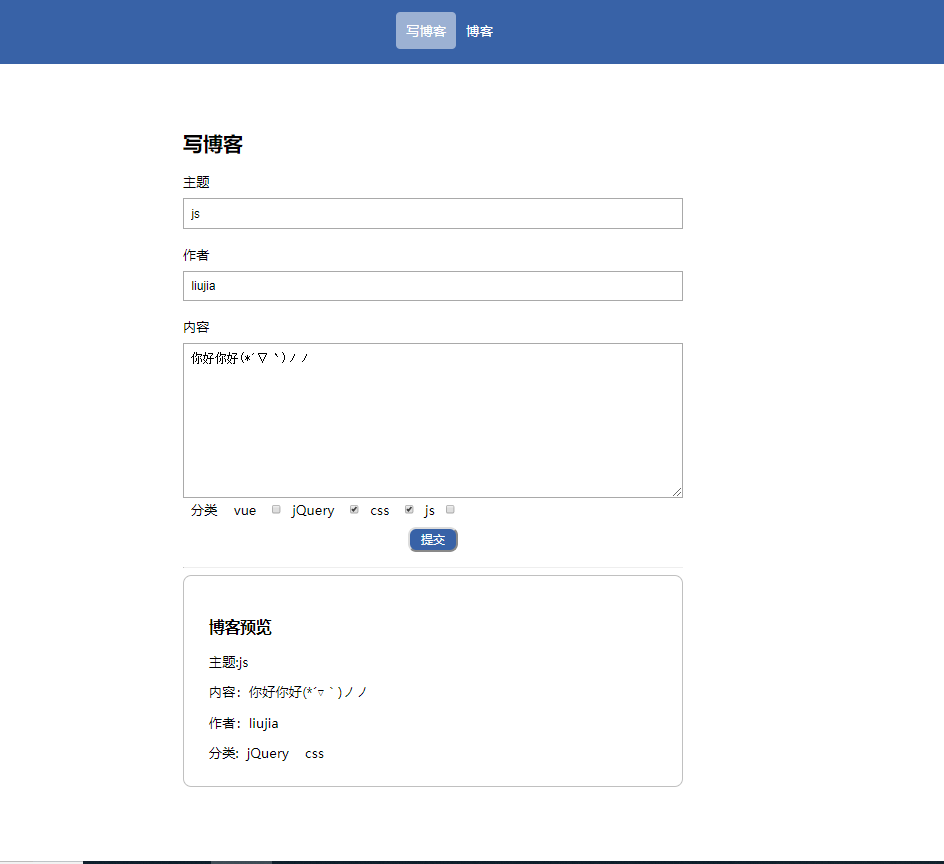 写博客 博客
写博客
主题
js
作者
liujia
内容
你好你好(*´▽｀)ノノ
分类 vue jQuery css js
提交
博客预览
主题:js
内容：你好你好(*´▽｀)ノノ
作者：liujia
分类: jQuery css